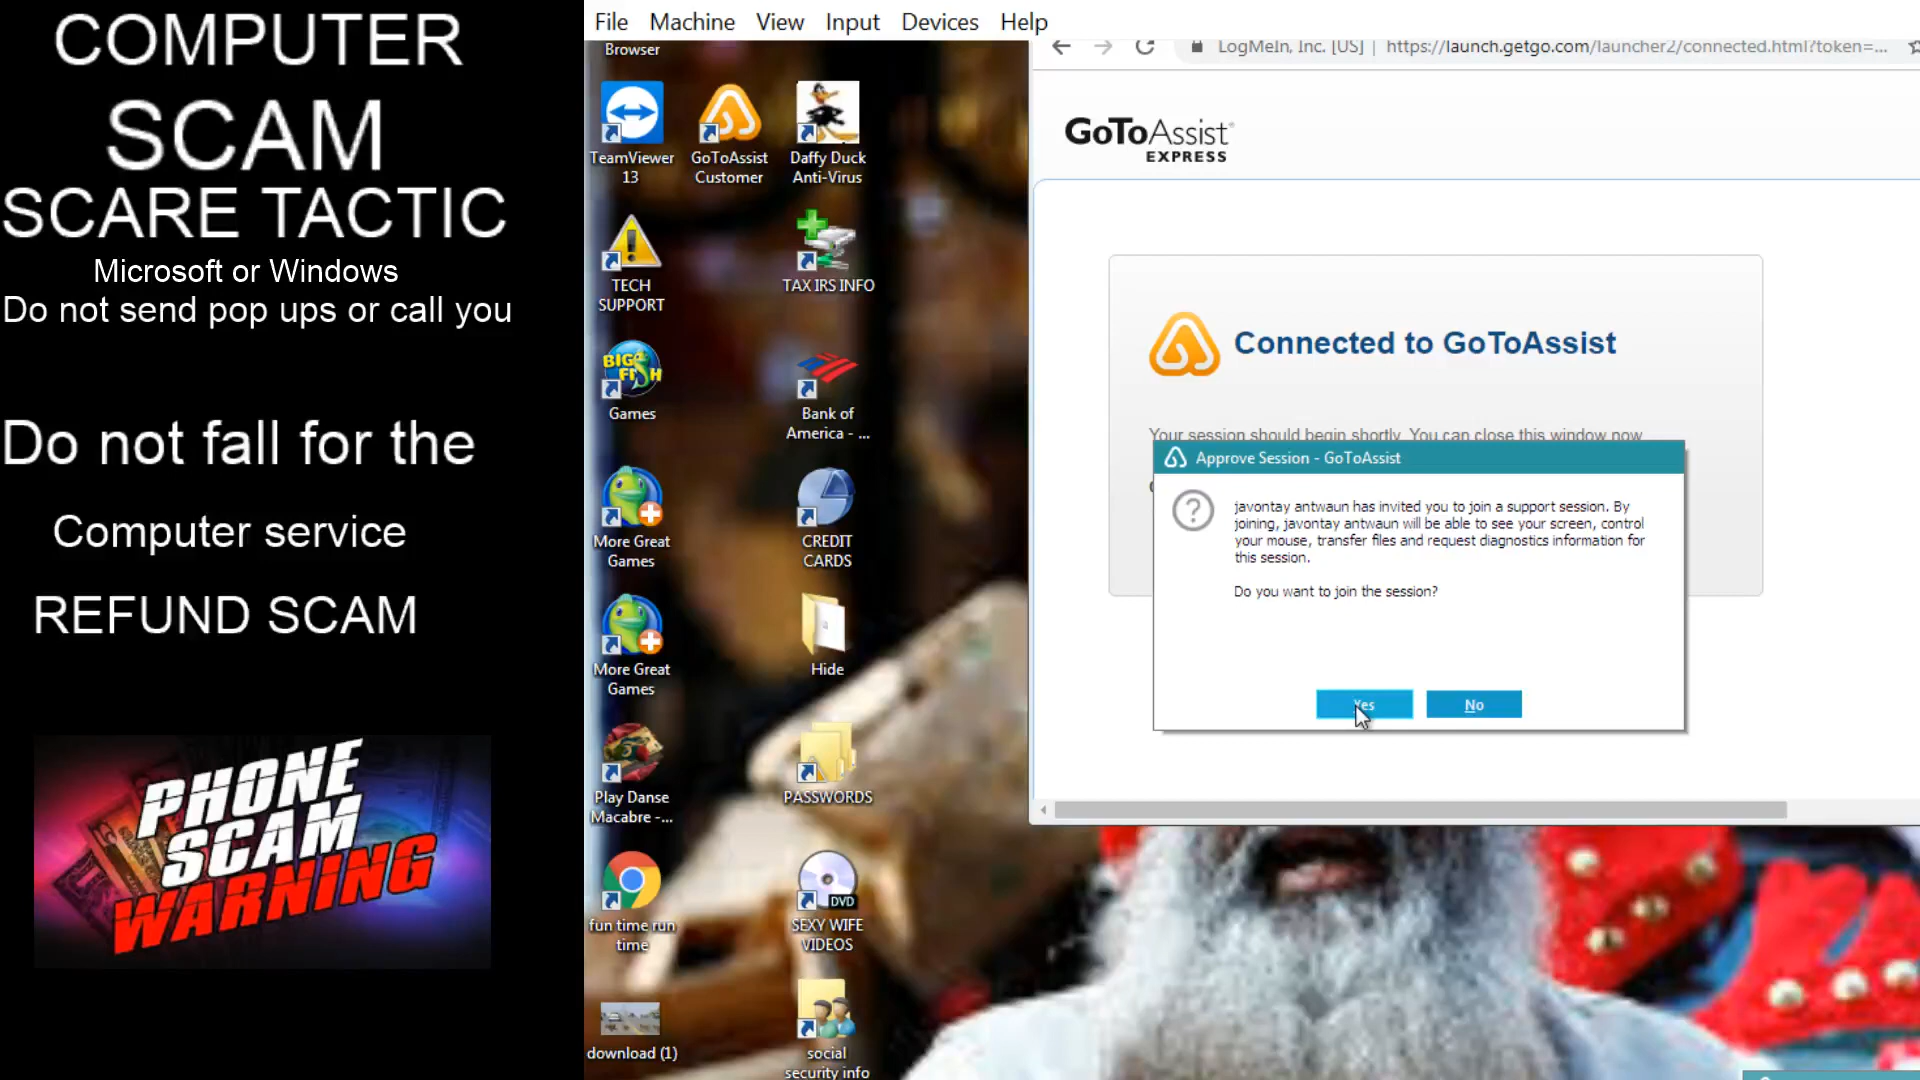 COMPUTER
SCAM
SCARE TACTIC
Microsoft or Windows
Do not send pop ups or call you
Do not fall for the
Computer service
REFUND SCAM
PHONE
SCAM
WARNING
File Machine View Input Devices Help
Browser
TeamViewer
13
GoToAssist
Customer
Daffy Duck
Anti-Virus
TECH
SUPPORT
TAX IRS INFO
BIG
FISH
Games
Bank of
America - ...
More Great
Games
CREDIT
CARDS
More Great
Games
Hide
Play Danse
Macabre -...
PASSWORDS
fun time run
time
DVD
SEXY WIFE
VIDEOS
download (1)
social
security info
LogMeIn, Inc. [US] | https://launch.getgo.com/launcher2/connected.html?token=...
GoToAssist
EXPRESS
Connected to GoToAssist
Your session should begin shortly. You can close this window now
Approve Session - GoToAssist
javontay antwaun has invited you to join a support session. By
joining, javontay antwaun will be able to see your screen, control
your mouse, transfer files and request diagnostics information for
this session.
Do you want to join the session?
Yes
No